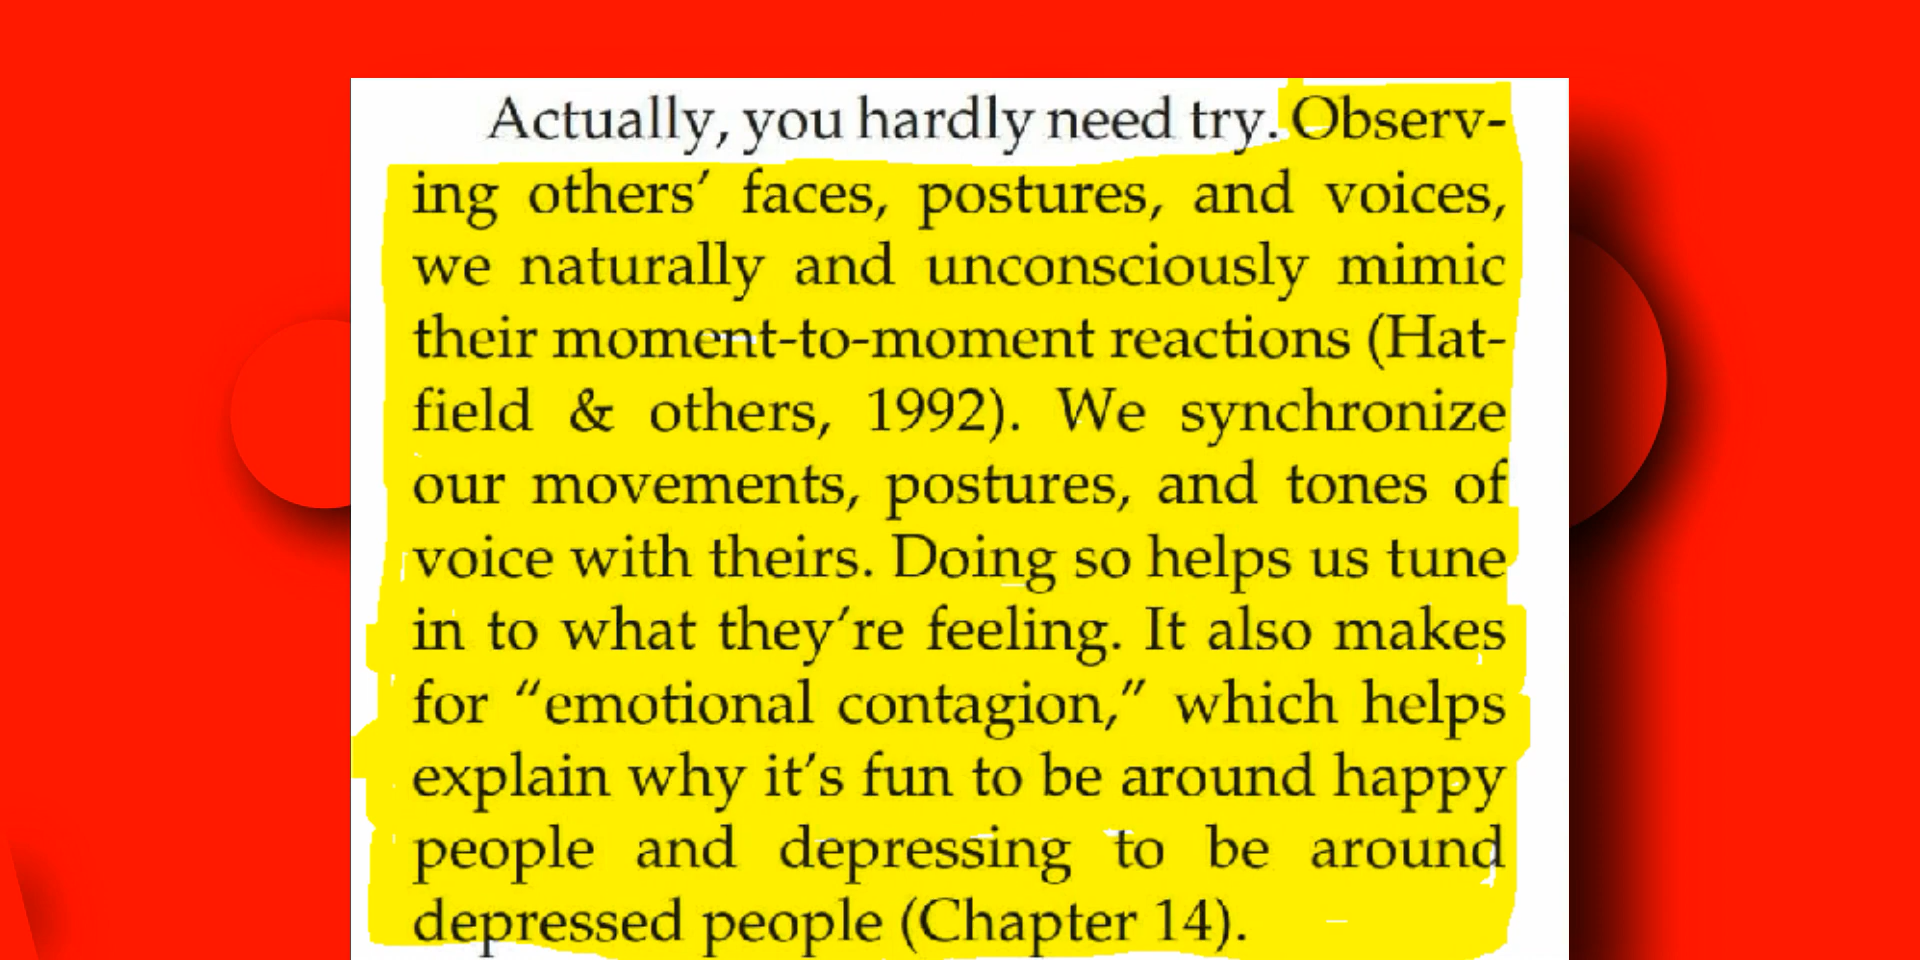 Actually, you hardly need try. Observ-
ing others’ faces, postures, and voices,
we naturally and unconsciously mimic
their moment-to-moment reactions (Hat-
field & others, 1992). We synchronize
our movements, postures, and tones of
voice with theirs. Doing so helps us tune
in to what they’re feeling. It also makes
for “emotional contagion,” which helps
explain why it’s fun to be around happy
people and depressing to be around
depressed people (Chapter 14).